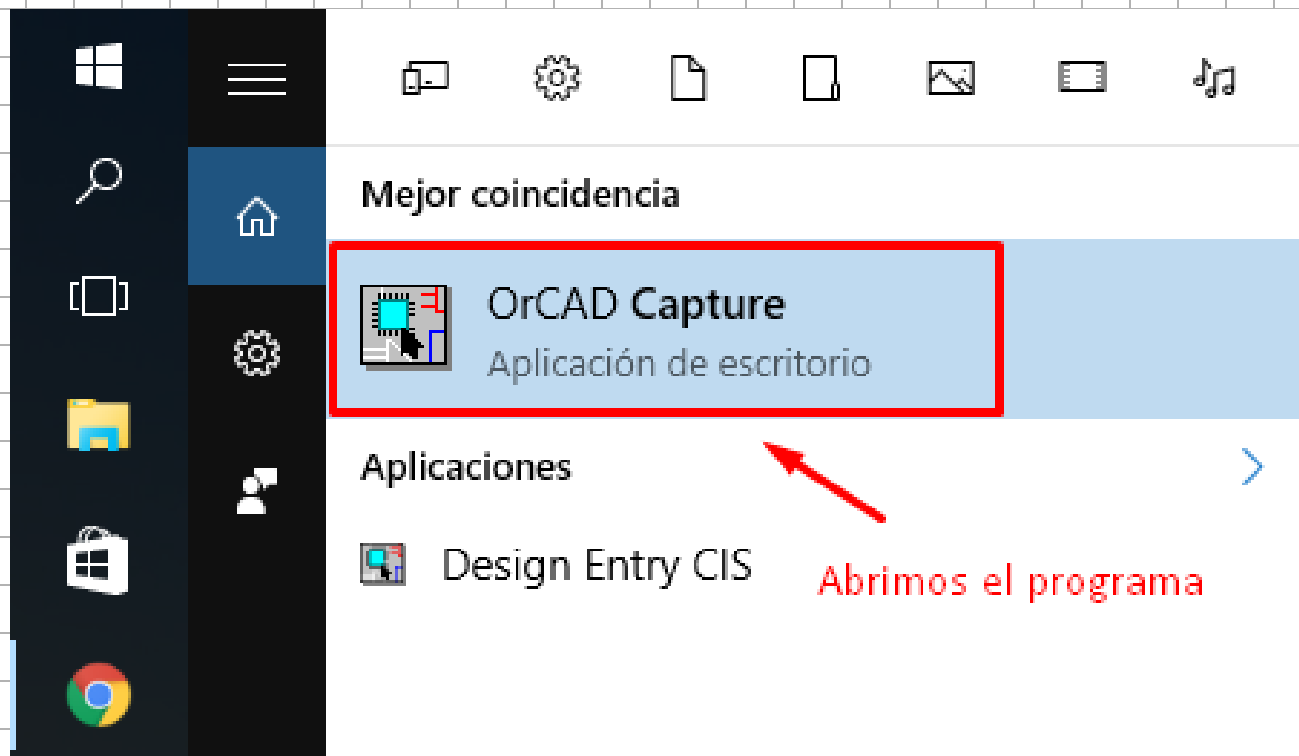 Mejor coincidencia
OrCAD Capture
Aplicación de escritorio
Aplicaciones
Design Entry CIS
Abrimos el programa